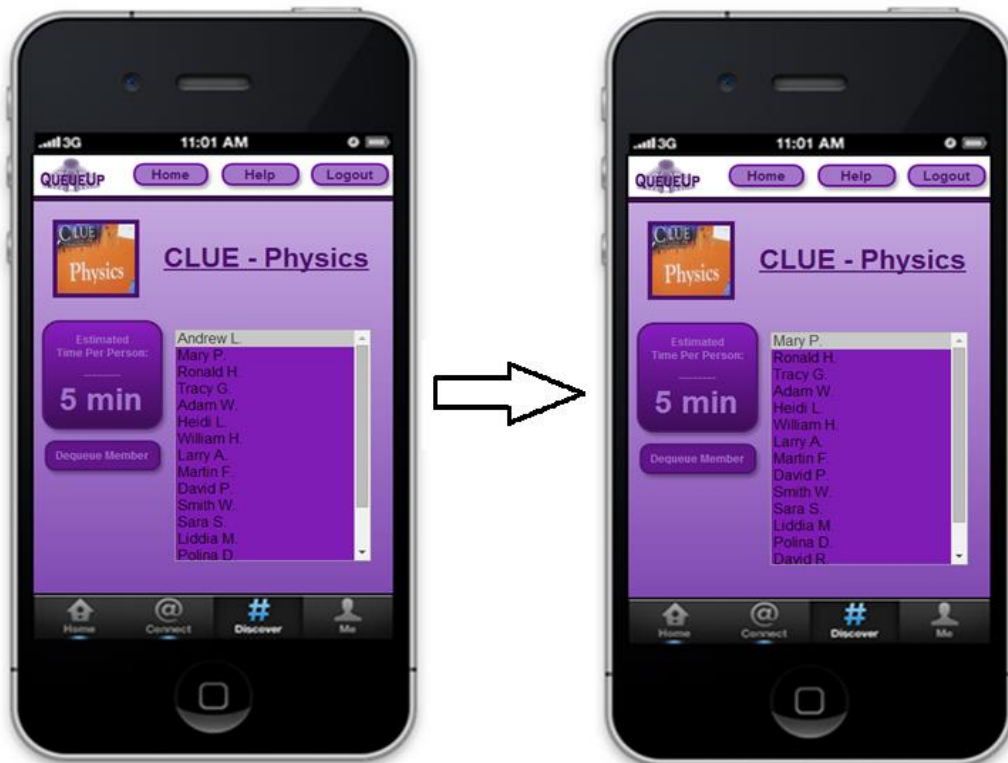 3G 11:01 AM
QUEUEUP Home Help Logout
CLUE
Physics
CLUE - Physics
Estimated
Time Per Person:
--------
5 min
Dequeue Member
Andrew L.
Mary P.
Ronald H.
Tracy G.
Adam W.
Heidi L.
William H.
Larry A.
Martin F.
David P.
Smith W.
Sara S.
Liddia M.
Polina D.
Home @ Connect # Discover Me
3G 11:01 AM
QUEUEUP Home Help Logout
CLUE
Physics
CLUE - Physics
Estimated
Time Per Person:
--------
5 min
Dequeue Member
Mary P.
Ronald H.
Tracy G.
Adam W.
Heidi L.
William H.
Larry A.
Martin F.
David P.
Smith W.
Sara S.
Liddia M.
Polina D.
David R.
Home @ Connect # Discover Me